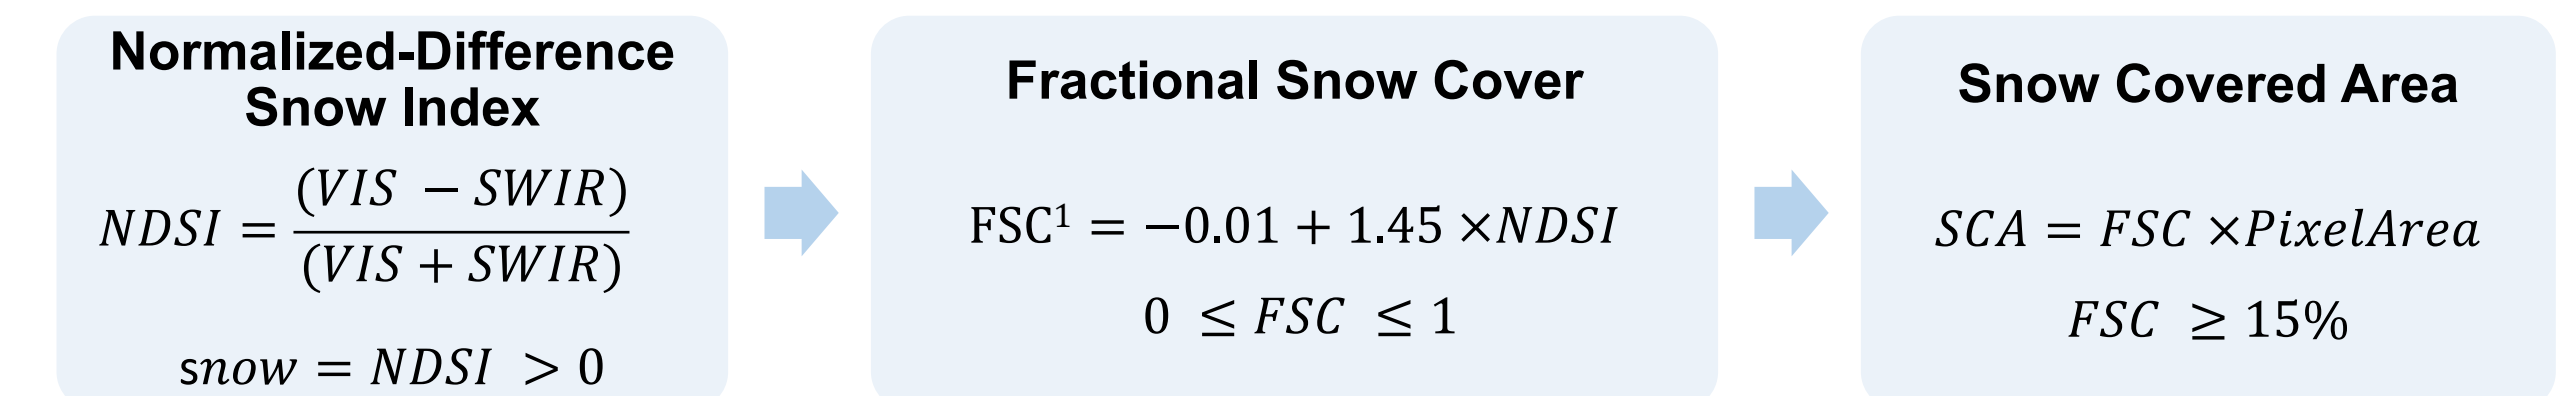 Normalized-Difference
Snow Index
NDSI = (VIS − SWIR) / (VIS + SWIR)
snow = NDSI > 0
Fractional Snow Cover
FSC¹ = −0.01 + 1.45 ×NDSI
0 ≤ FSC ≤ 1
Snow Covered Area
SCA = FSC ×PixelArea
FSC ≥ 15%